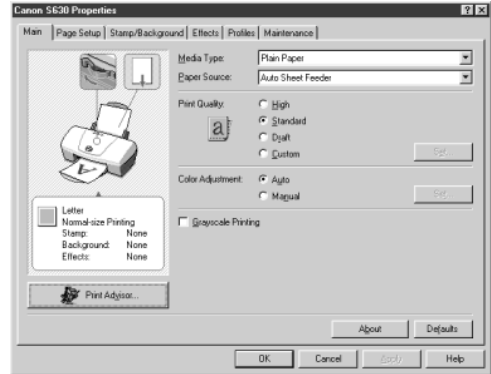 Canon S630 Properties
Main Page Setup Stamp/Background Effects Profiles Maintenance
Media Type: Plain Paper
Paper Source: Auto Sheet Feeder
Print Quality: High
Standard
Draft
Custom Set...
Color Adjustment: Auto
Manual Set...
Grayscale Printing
Letter
Normal-size Printing
Stamp: None
Background: None
Effects: None
Print Advisor...
About Defaults
OK Cancel Apply Help